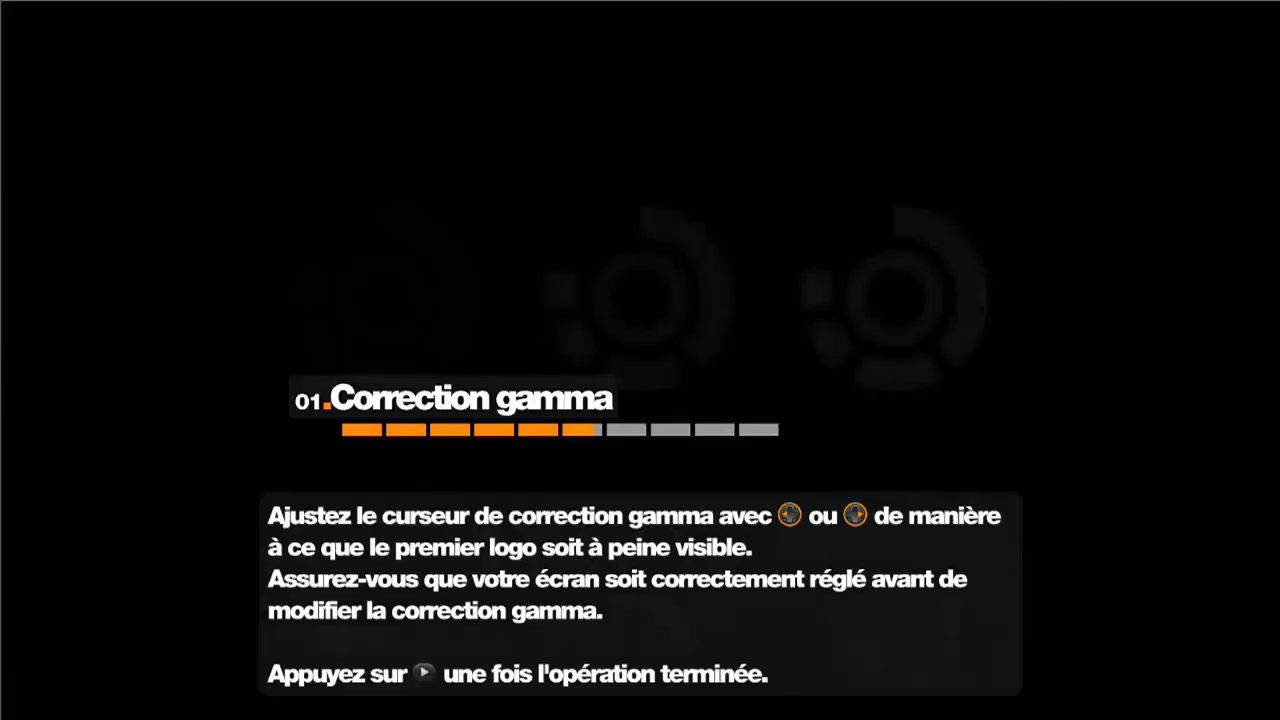 01.Correction gamma
Ajustez le curseur de correction gamma avec ou de manière
à ce que le premier logo soit à peine visible.
Assurez-vous que votre écran soit correctement réglé avant de
modifier la correction gamma.
Appuyez sur une fois l'opération terminée.